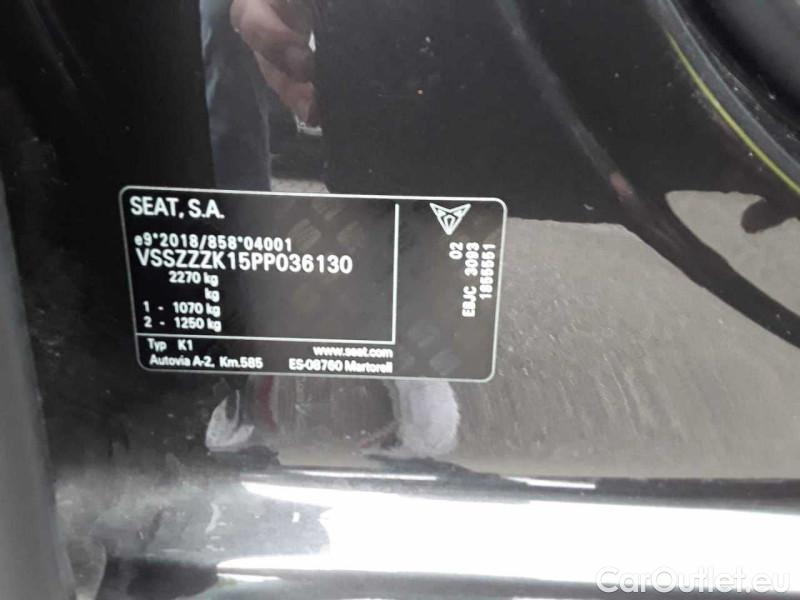 SEAT, S.A.
e9*2018/858*04001
VSSZZZK15PP036130
2270 kg
kg
1 - 1070 kg
2 - 1250 kg
Typ K1
www.seat.com
Autovia A-2, Km.585
ES-08760 Martorell
02
EBJC 3093
1955551
CarOutlet.eu